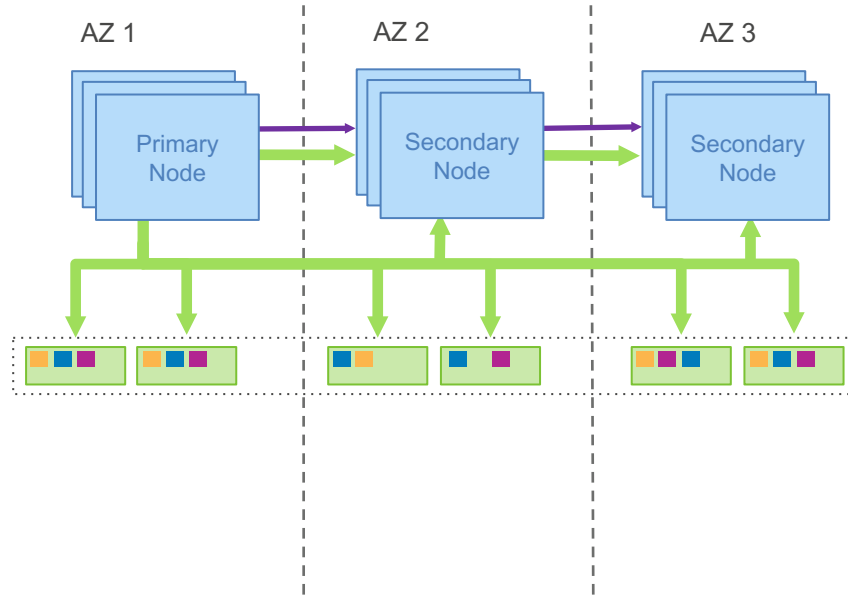 AZ 1
AZ 2
AZ 3
Primary
Node
Secondary
Node
Secondary
Node